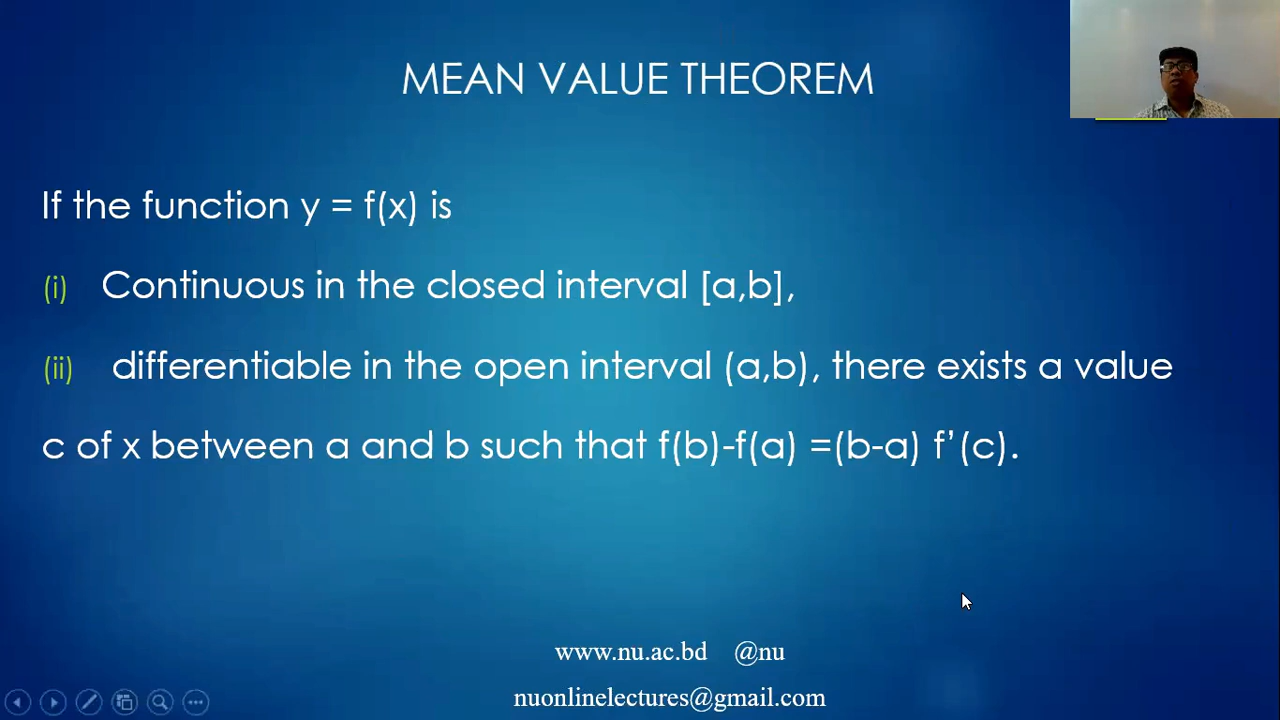 MEAN VALUE THEOREM
If the function y = f(x) is
(i) Continuous in the closed interval [a,b],
(ii) differentiable in the open interval (a,b), there exists a value
c of x between a and b such that f(b)-f(a) =(b-a) f’(c).
www.nu.ac.bd @nu
nuonlinelectures@gmail.com